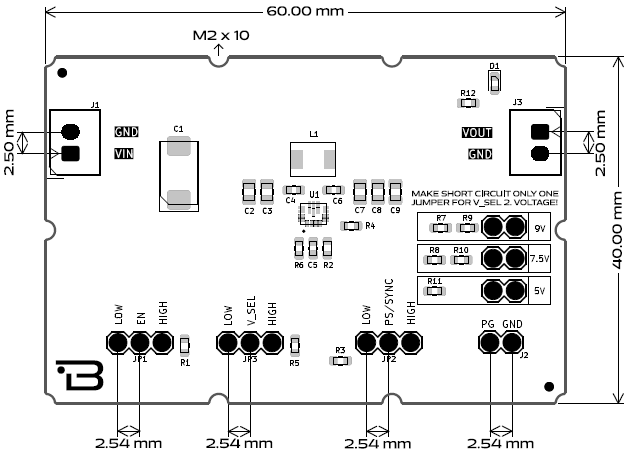 60.00 mm
M2 x 10
D1
R12
J1
C1
L1
J3
2.50 mm
GND
VIN
VOUT
GND
2.50 mm
U1
C2
C3
C4
C6
C7
C8
C9
R4
R6
C5
R2
MAKE SHORT CIRCUIT ONLY ONE
JUMPER FOR V_SEL 2. VOLTAGE!
R7
R9
9V
R8
R10
7.5V
R11
5V
40.00 mm
LOW
EN
HIGH
LOW
V_SEL
HIGH
LOW
PS/SYNC
HIGH
PG GND
JP1
R1
JP3
R5
R3
JP2
J2
iB
2.54 mm
2.54 mm
2.54 mm
2.54 mm